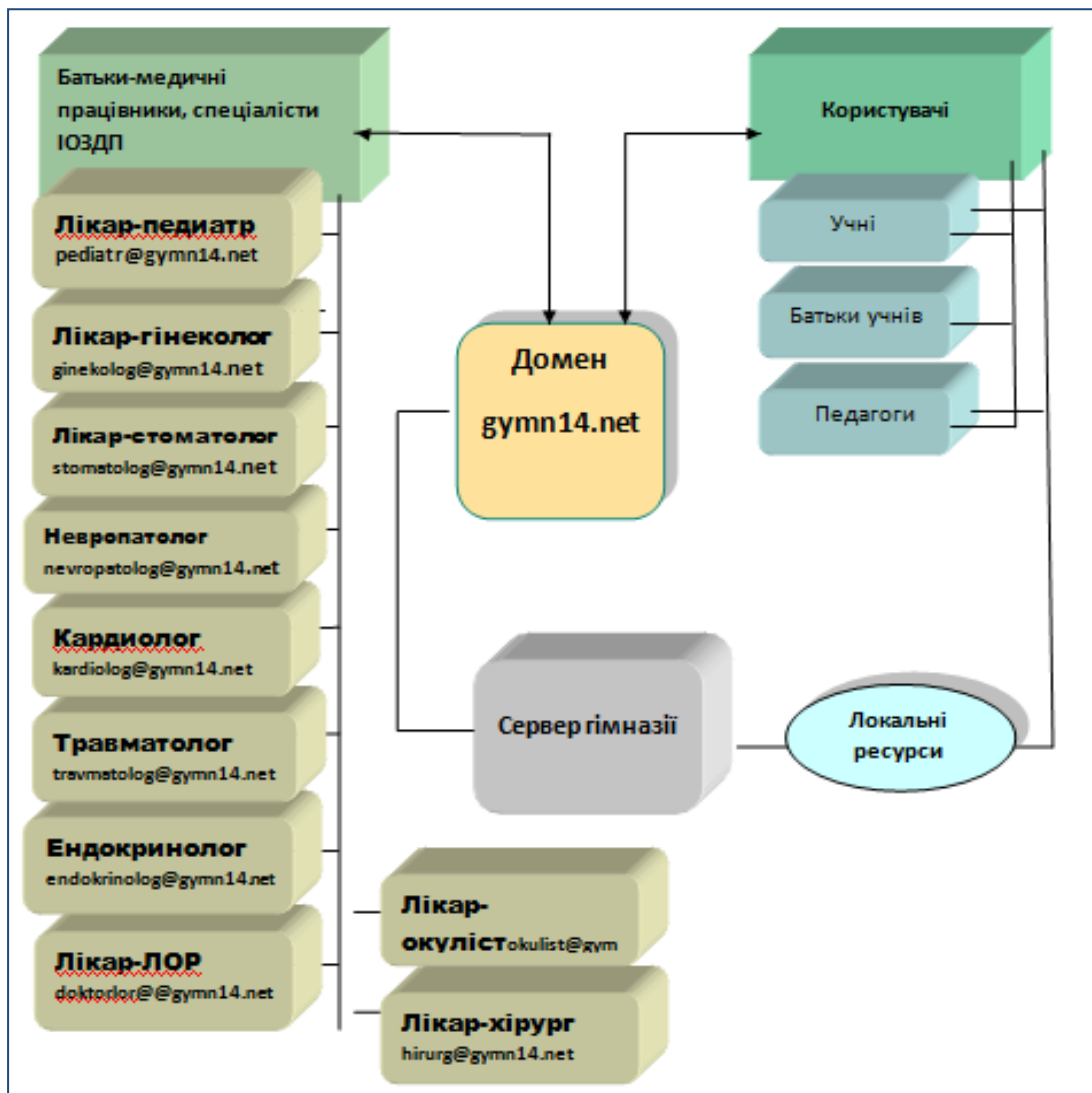 Батьки-медичні
працівники, спеціалісти
ІОЗДП
Лікар-педиатр
pediatr@gymn14.net
Лікар-гінеколог
ginekolog@gymn14.net
Лікар-стоматолог
stomatolog@gymn14.net
Невропатолог
nevropatolog@gymn14.net
Кардиолог
kardiolog@gymn14.net
Травматолог
travmatolog@gymn14.net
Ендокринолог
endokrinolog@gymn14.net
Лікар-ЛОР
doktorlor@@gymn14.net
Лікар-
окулістokulist@gym
Лікар-хірург
hirurg@gymn14.net
Домен
gymn14.net
Сервер гімназії
Користувачі
Учні
Батьки учнів
Педагоги
Локальні
ресурси